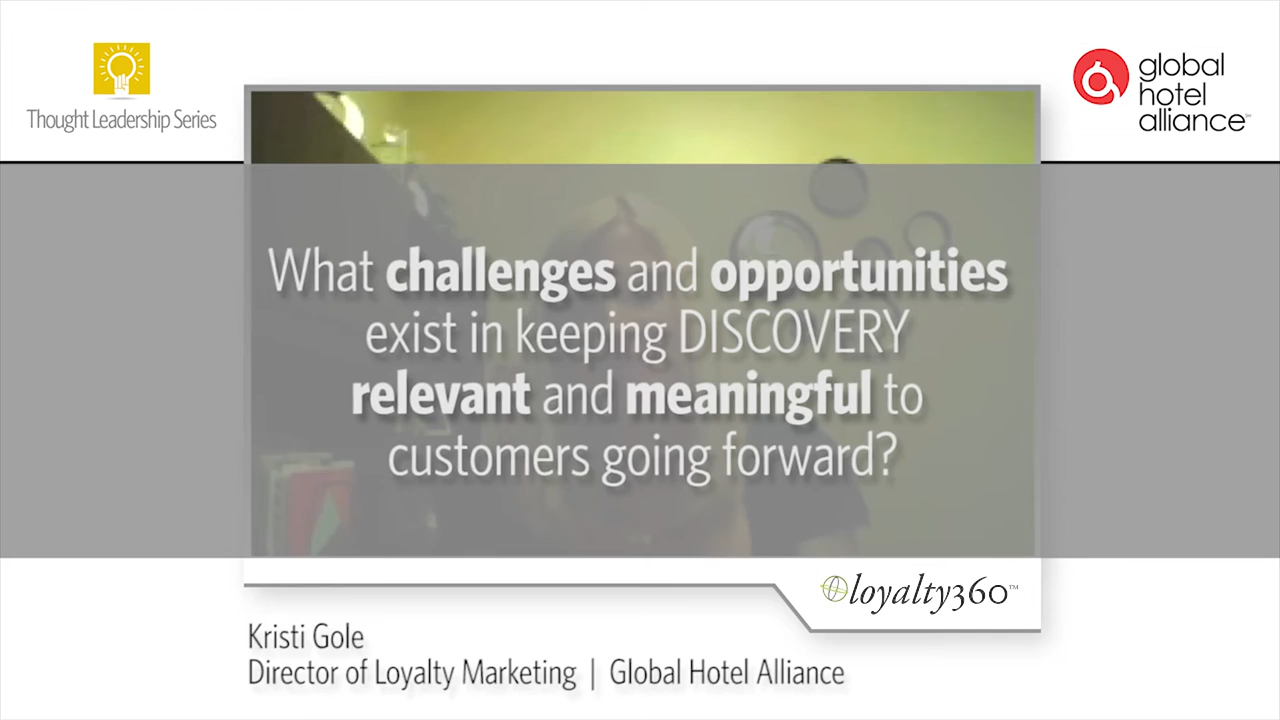 Thought Leadership Series
global
hotel
alliance
What challenges and opportunities
exist in keeping DISCOVERY
relevant and meaningful to
customers going forward?
loyalty360™
Kristi Gole
Director of Loyalty Marketing | Global Hotel Alliance